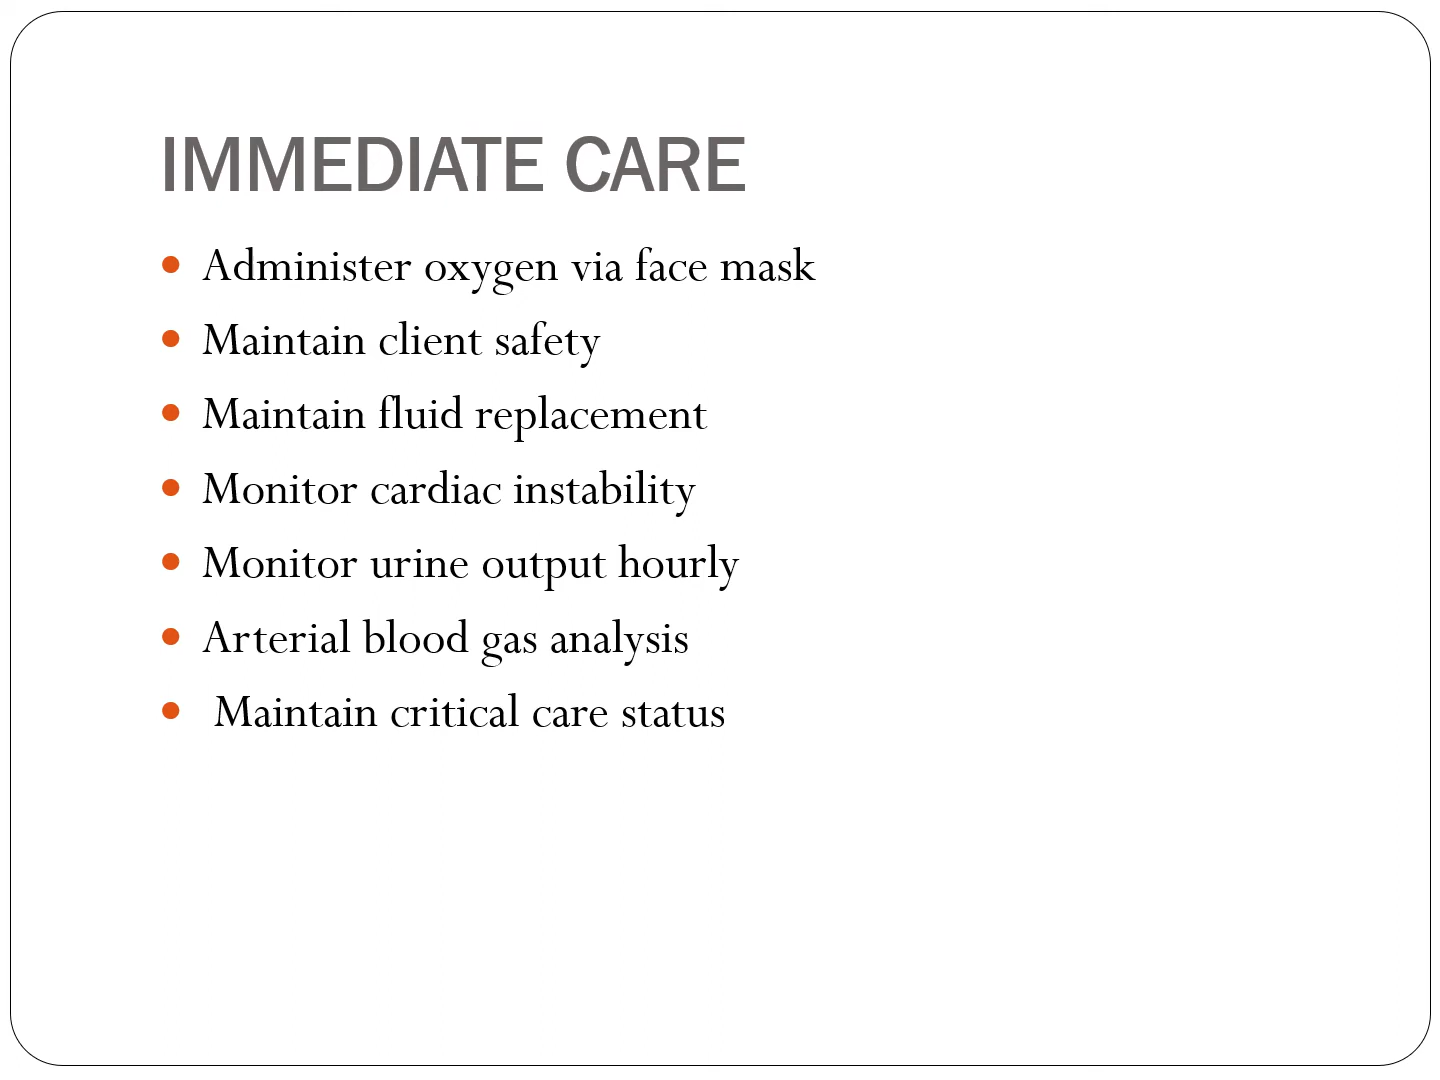 IMMEDIATE CARE
• Administer oxygen via face mask
• Maintain client safety
• Maintain fluid replacement
• Monitor cardiac instability
• Monitor urine output hourly
• Arterial blood gas analysis
• Maintain critical care status